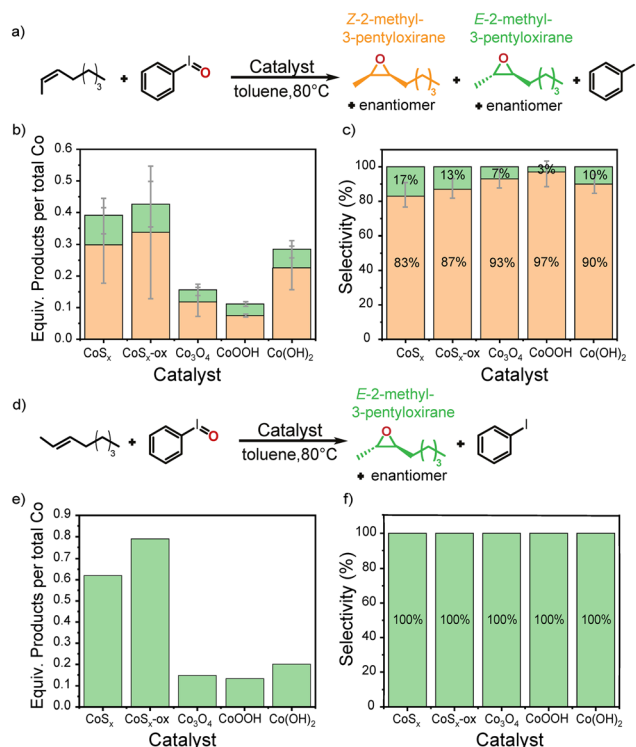 a)
Z-2-methyl-
3-pentyloxirane
E-2-methyl-
3-pentyloxirane
( )3
+
I=O
Catalyst
toluene,80°C
O
( )3
+ enantiomer
+
O
( )3
+ enantiomer
+
b)
Equiv. Products per total Co
0.6
0.5
0.4
0.3
0.2
0.1
0.0
CoSx
CoSx-ox
Co3O4
CoOOH
Co(OH)2
Catalyst
c)
Selectivity (%)
100
80
60
40
20
0
17%
13%
7%
3%
10%
83%
87%
93%
97%
90%
CoSx
CoSx-ox
Co3O4
CoOOH
Co(OH)2
Catalyst
d)
E-2-methyl-
3-pentyloxirane
( )3
+
I=O
Catalyst
toluene,80°C
O
( )3
+ enantiomer
+
I
e)
Equiv. Products per total Co
0.9
0.8
0.7
0.6
0.5
0.4
0.3
0.2
0.1
0.0
CoSx
CoSx-ox
Co3O4
CoOOH
Co(OH)2
Catalyst
f)
Selectivity (%)
100
80
60
40
20
0
100%
100%
100%
100%
100%
CoSx
CoSx-ox
Co3O4
CoOOH
Co(OH)2
Catalyst